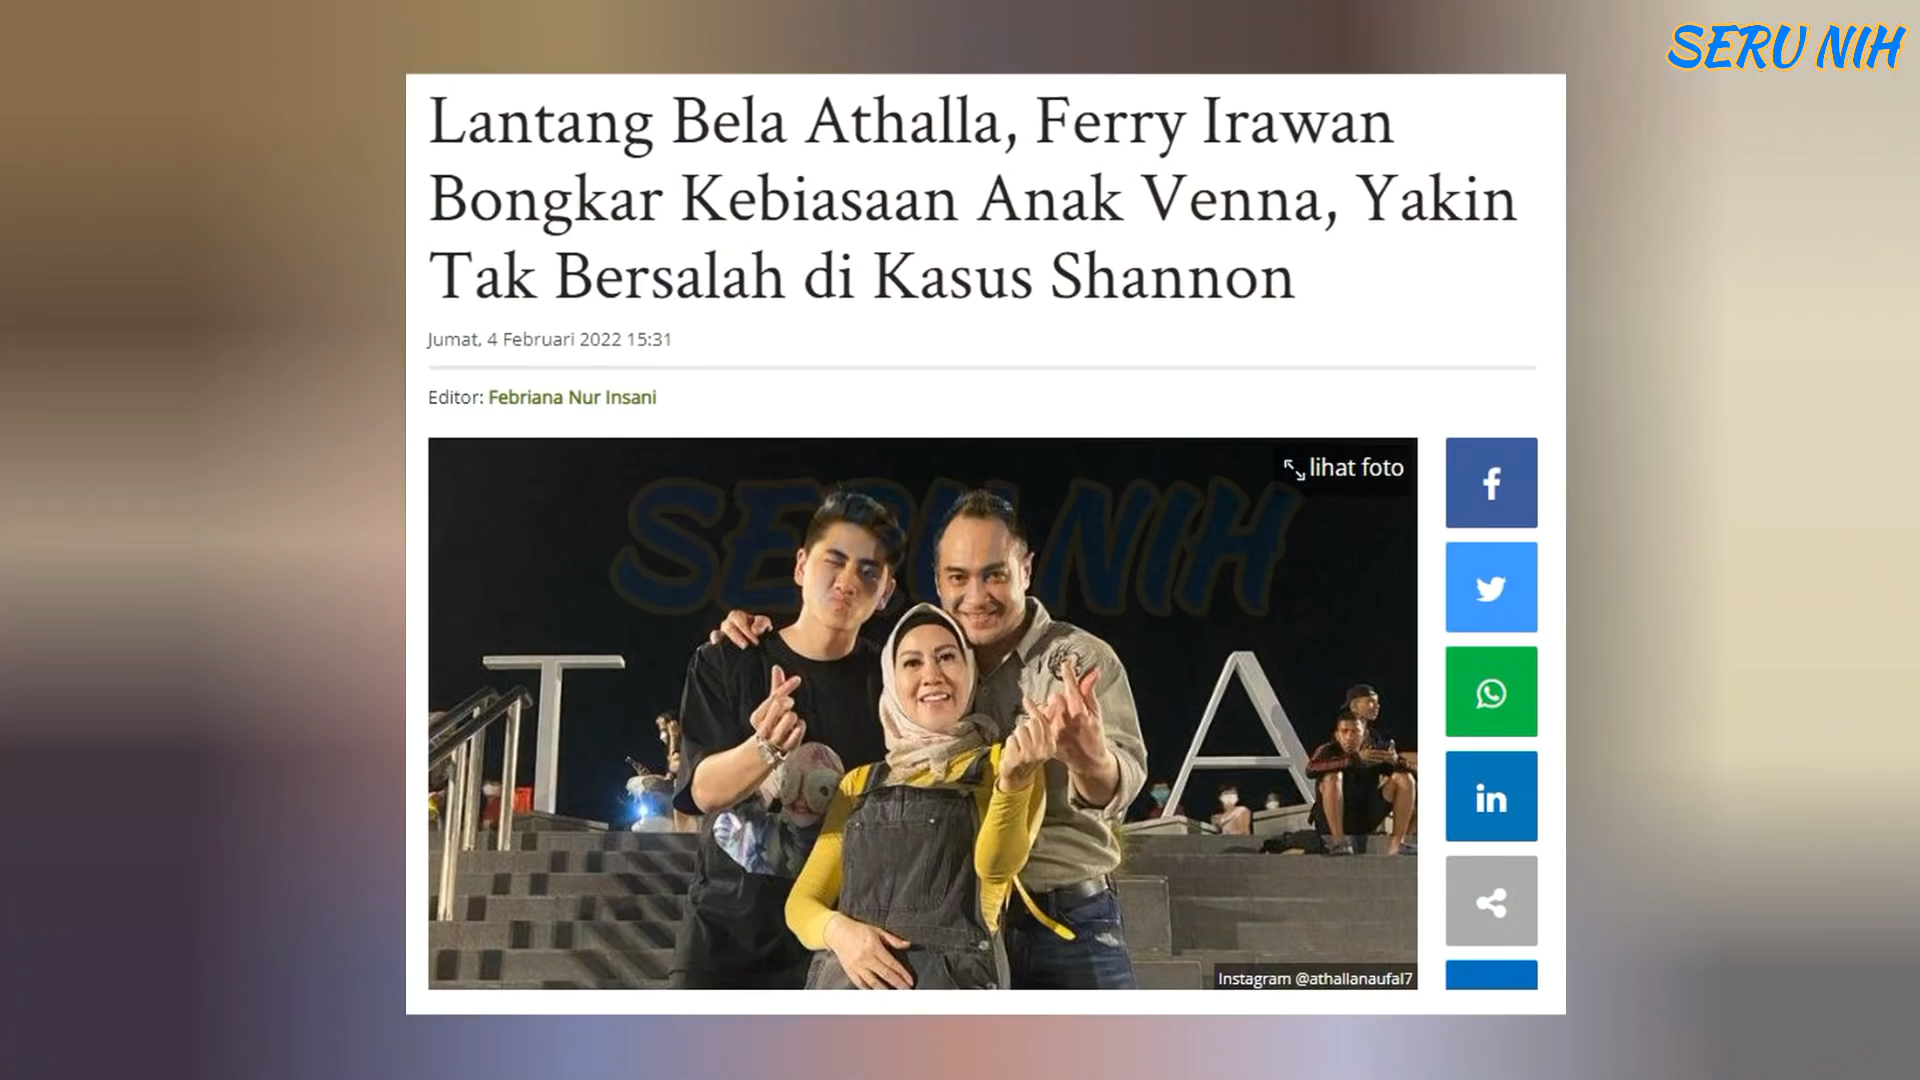 SERU NIH
Lantang Bela Athalla, Ferry Irawan
Bongkar Kebiasaan Anak Venna, Yakin
Tak Bersalah di Kasus Shannon
Jumat, 4 Februari 2022 15:31
Editor: Febriana Nur Insani
lihat foto
SERU NIH
T A
Instagram @athallanaufal7